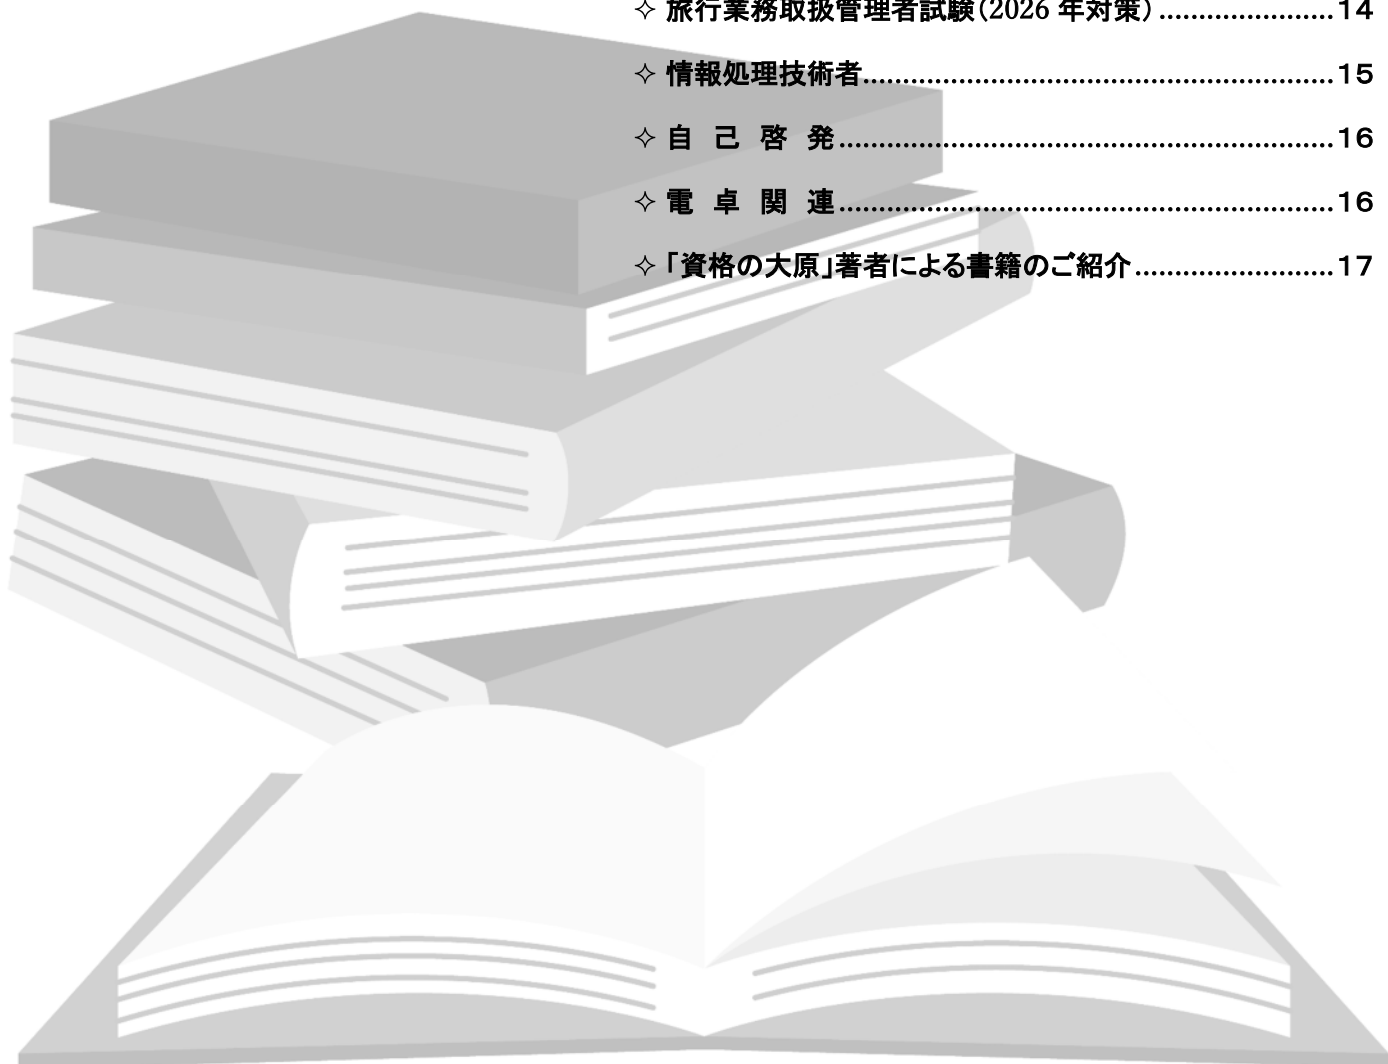 ✧ 旅行業務取扱管理者試験（2026 年対策）......................14
✧ 情報処理技術者............................................................15
✧ 自　己　啓　発...............................................................16
✧ 電　卓　関　連...............................................................16
✧ 「資格の大原」著者による書籍のご紹介.........................17